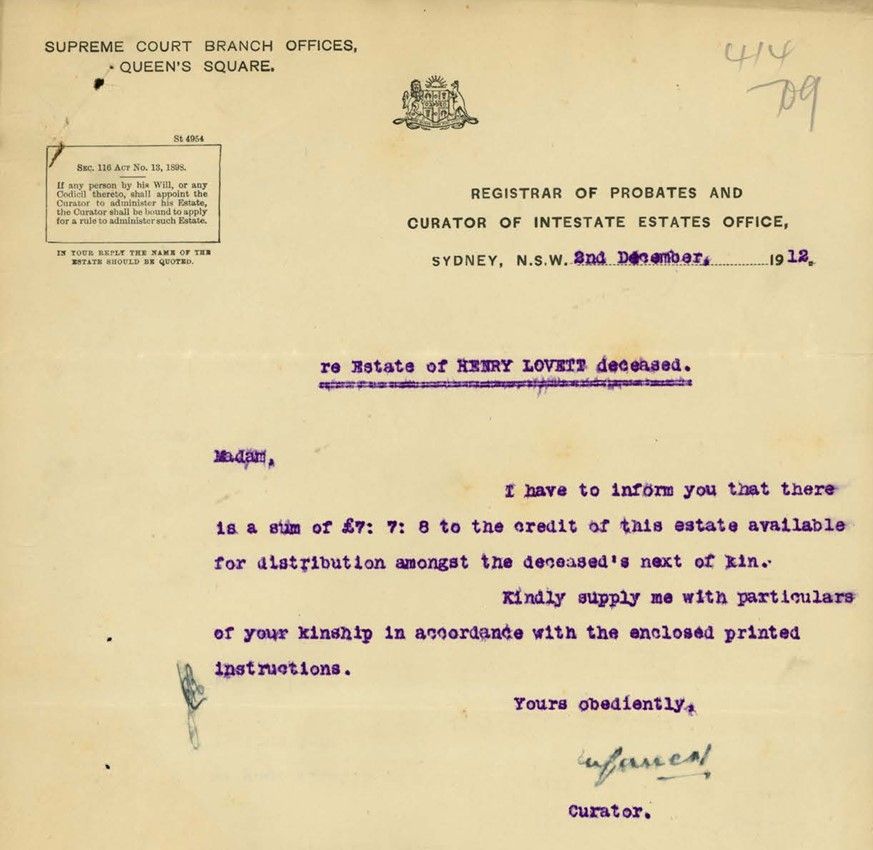 SUPREME COURT BRANCH OFFICES,
QUEEN'S SQUARE.
414
09
St 4954
SEC. 116 ACT NO. 13, 1898.
If any person by his Will, or any
Codicil thereto, shall appoint the
Curator to administer his Estate,
the Curator shall be bound to apply
for a rule to administer such Estate.
IN YOUR REPLY THE NAME OF THE
ESTATE SHOULD BE QUOTED.
REGISTRAR OF PROBATES AND
CURATOR OF INTESTATE ESTATES OFFICE,
SYDNEY, N.S.W. 2nd December, 1912.
re Estate of HENRY LOVETT deceased.
Madam,
I have to inform you that there
is a sum of £7: 7: 8 to the credit of this estate available
for distribution amongst the deceased's next of kin.
Kindly supply me with particulars
of your kinship in accordance with the enclosed printed
instructions.
Yours obediently,
Curator.